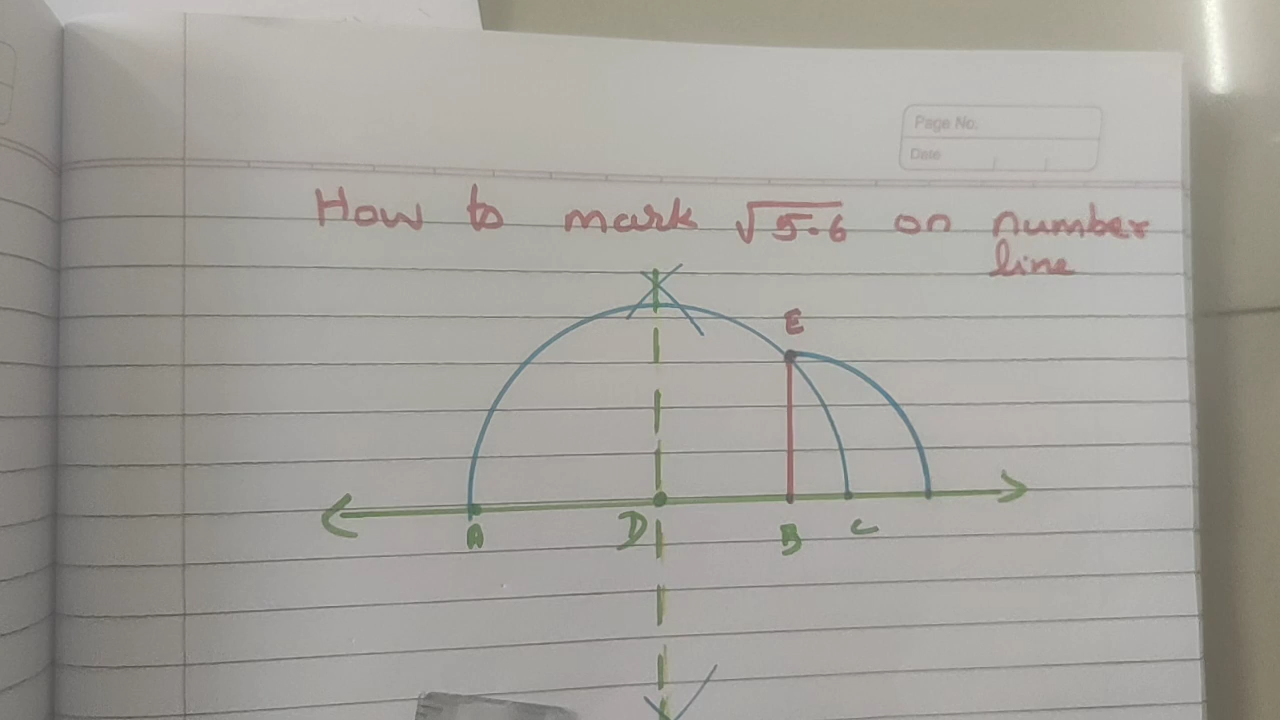 Page No.
Date
How to mark √5.6 on number
line
E
A D B C